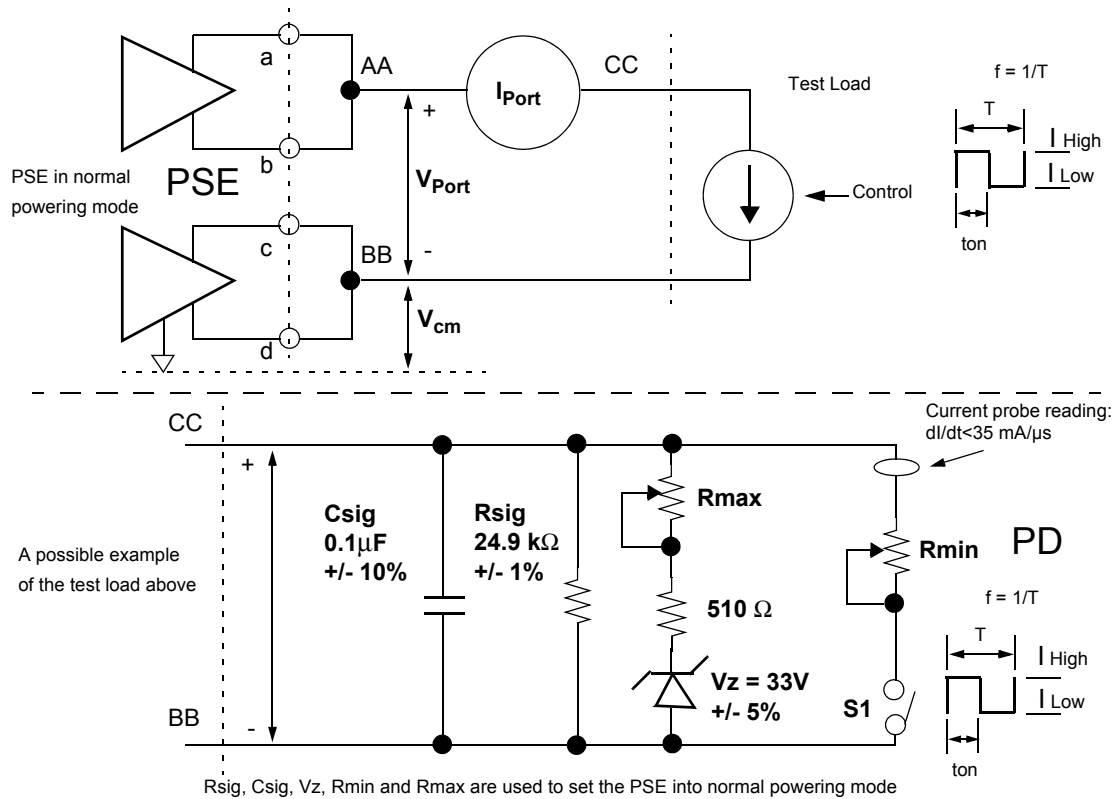 a
AA
CC
Test Load
f = 1/T
T
I High
I Low
ton
I Port
+
b
PSE in normal
powering mode
PSE
V Port
Control
c
BB
-
V cm
d
CC
Current probe reading:
dI/dt<35 mA/µs
+
Rmax
Csig
0.1µF
+/- 10%
Rsig
24.9 kΩ
+/- 1%
Rmin
PD
A possible example
of the test load above
f = 1/T
510 Ω
T
I High
I Low
Vz = 33V
+/- 5%
S1
BB
-
ton
Rsig, Csig, Vz, Rmin and Rmax are used to set the PSE into normal powering mode